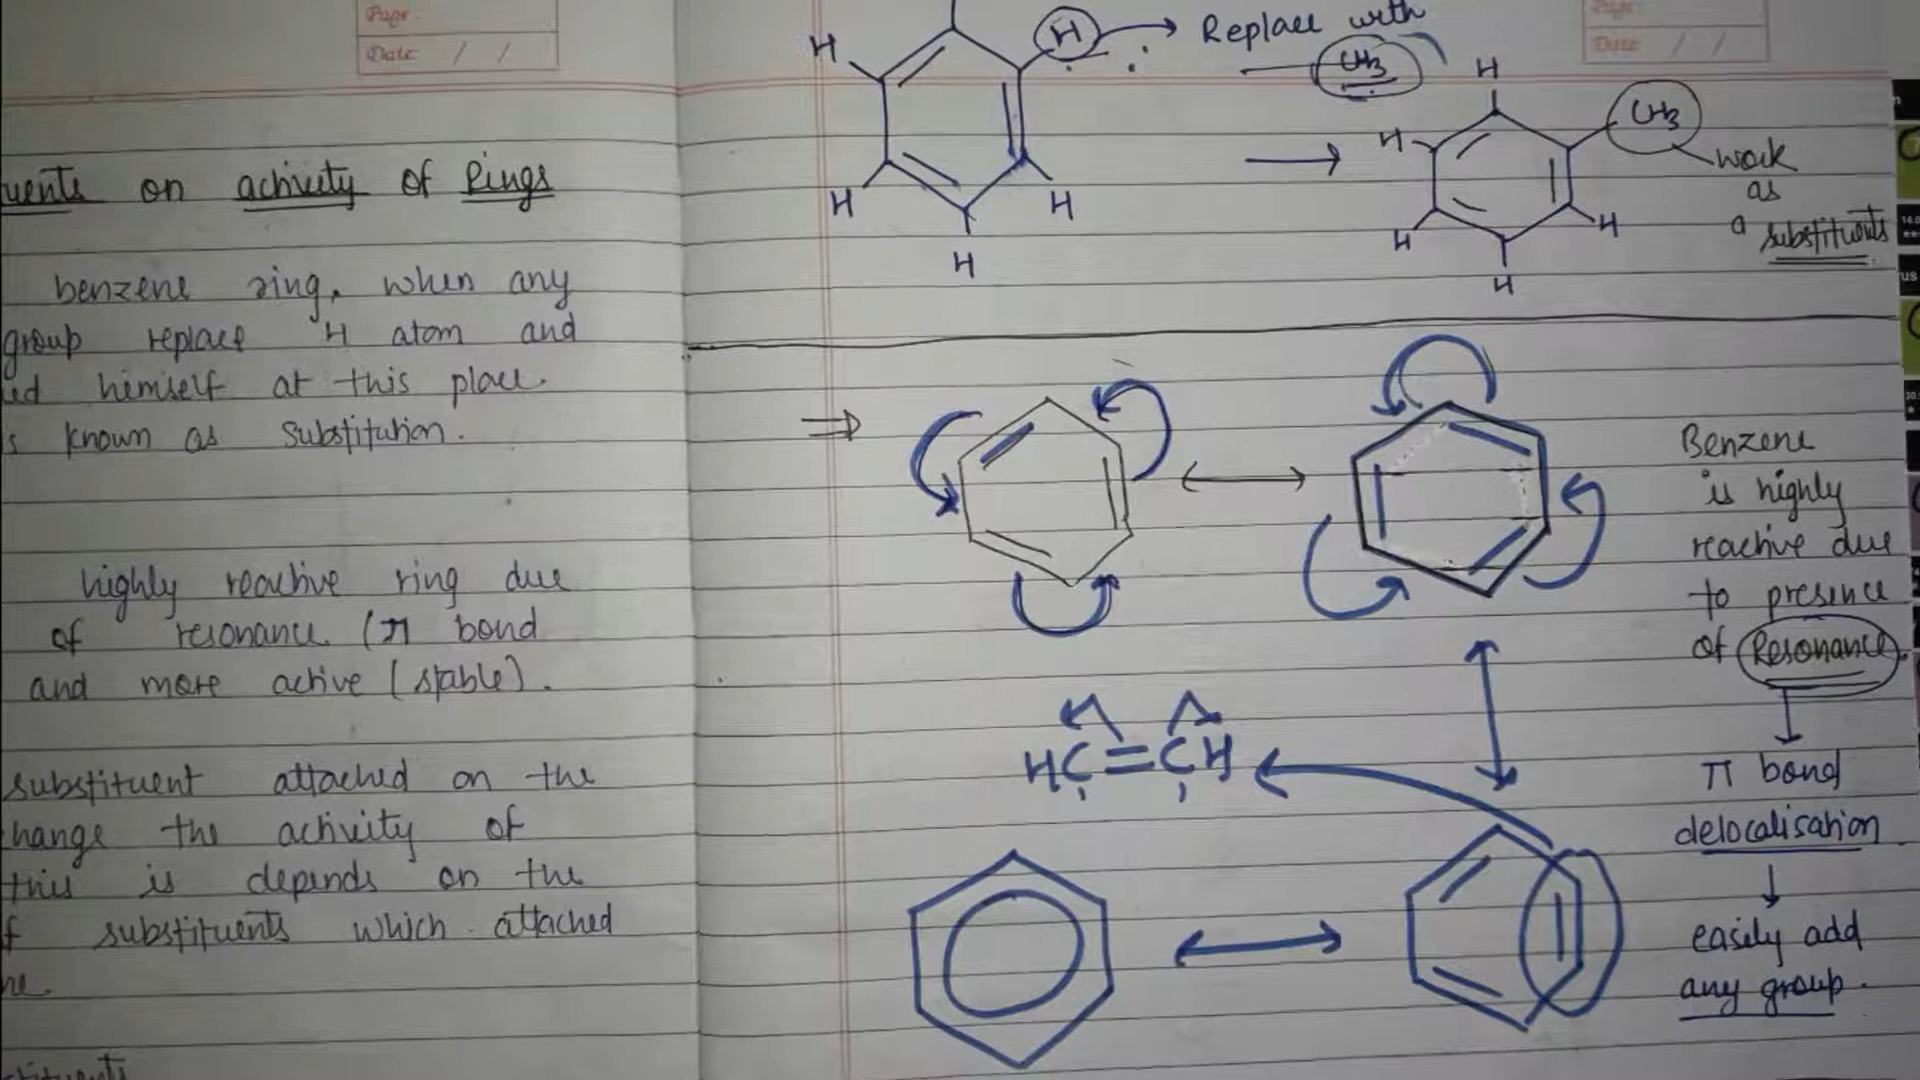 Page
Date / /
uents on activity of Rings
benzene ring, when any
group replace H atom and
ed himself at this place.
s known as substitution.
highly reactive ring due
of resonance (π bond
and more active (stable).
substituent attached on the
hange the activity of
this is depends on the
f substituents which attached
ne
Page
Date / /
H
H
H
H
H
Replace with
CH3
H
H
H
H
H
CH3
work
as
a substituents
⇒
Benzene
is highly
reactive due
to presence
of Resonance
π bond
delocalisation
easily add
any group.
HC=CH